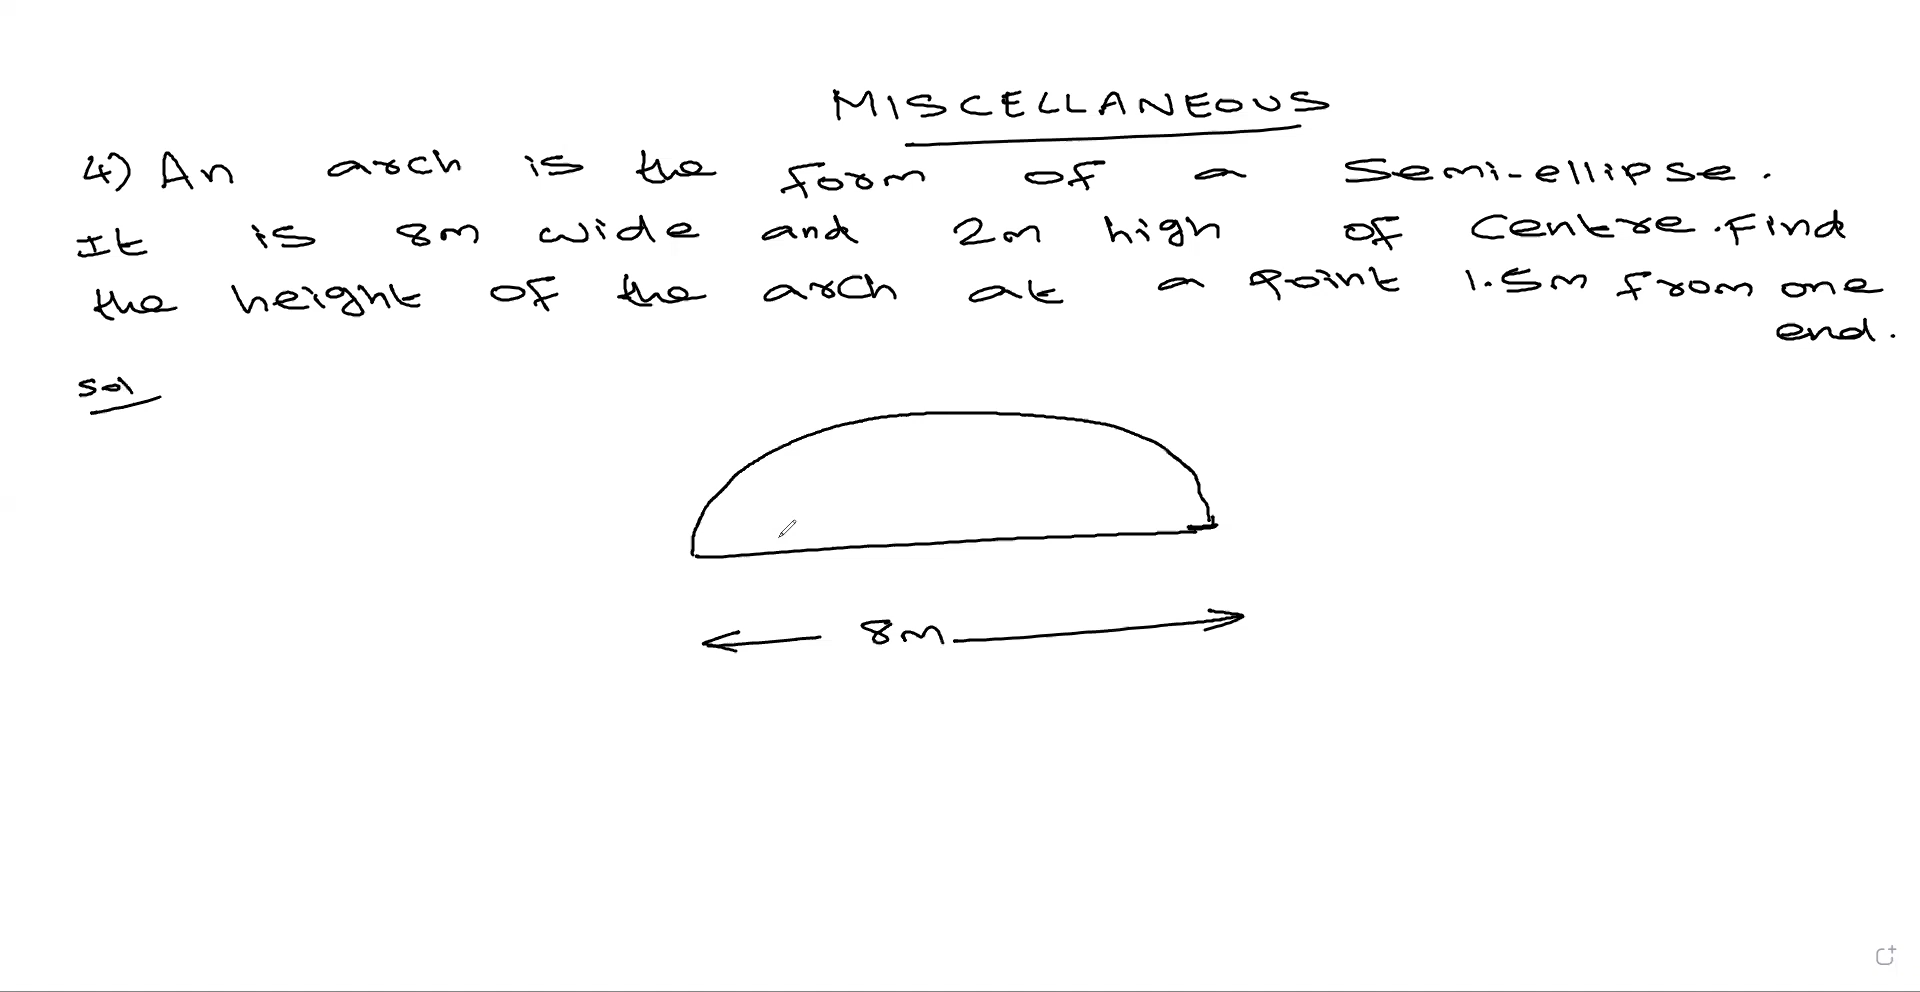 MISCELLANEOUS
4) An arch is the form of a Semi-ellipse.
It is 8m wide and 2m high of Centre. Find
the height of the arch at a point 1.5m from one
end.
Sol
8m